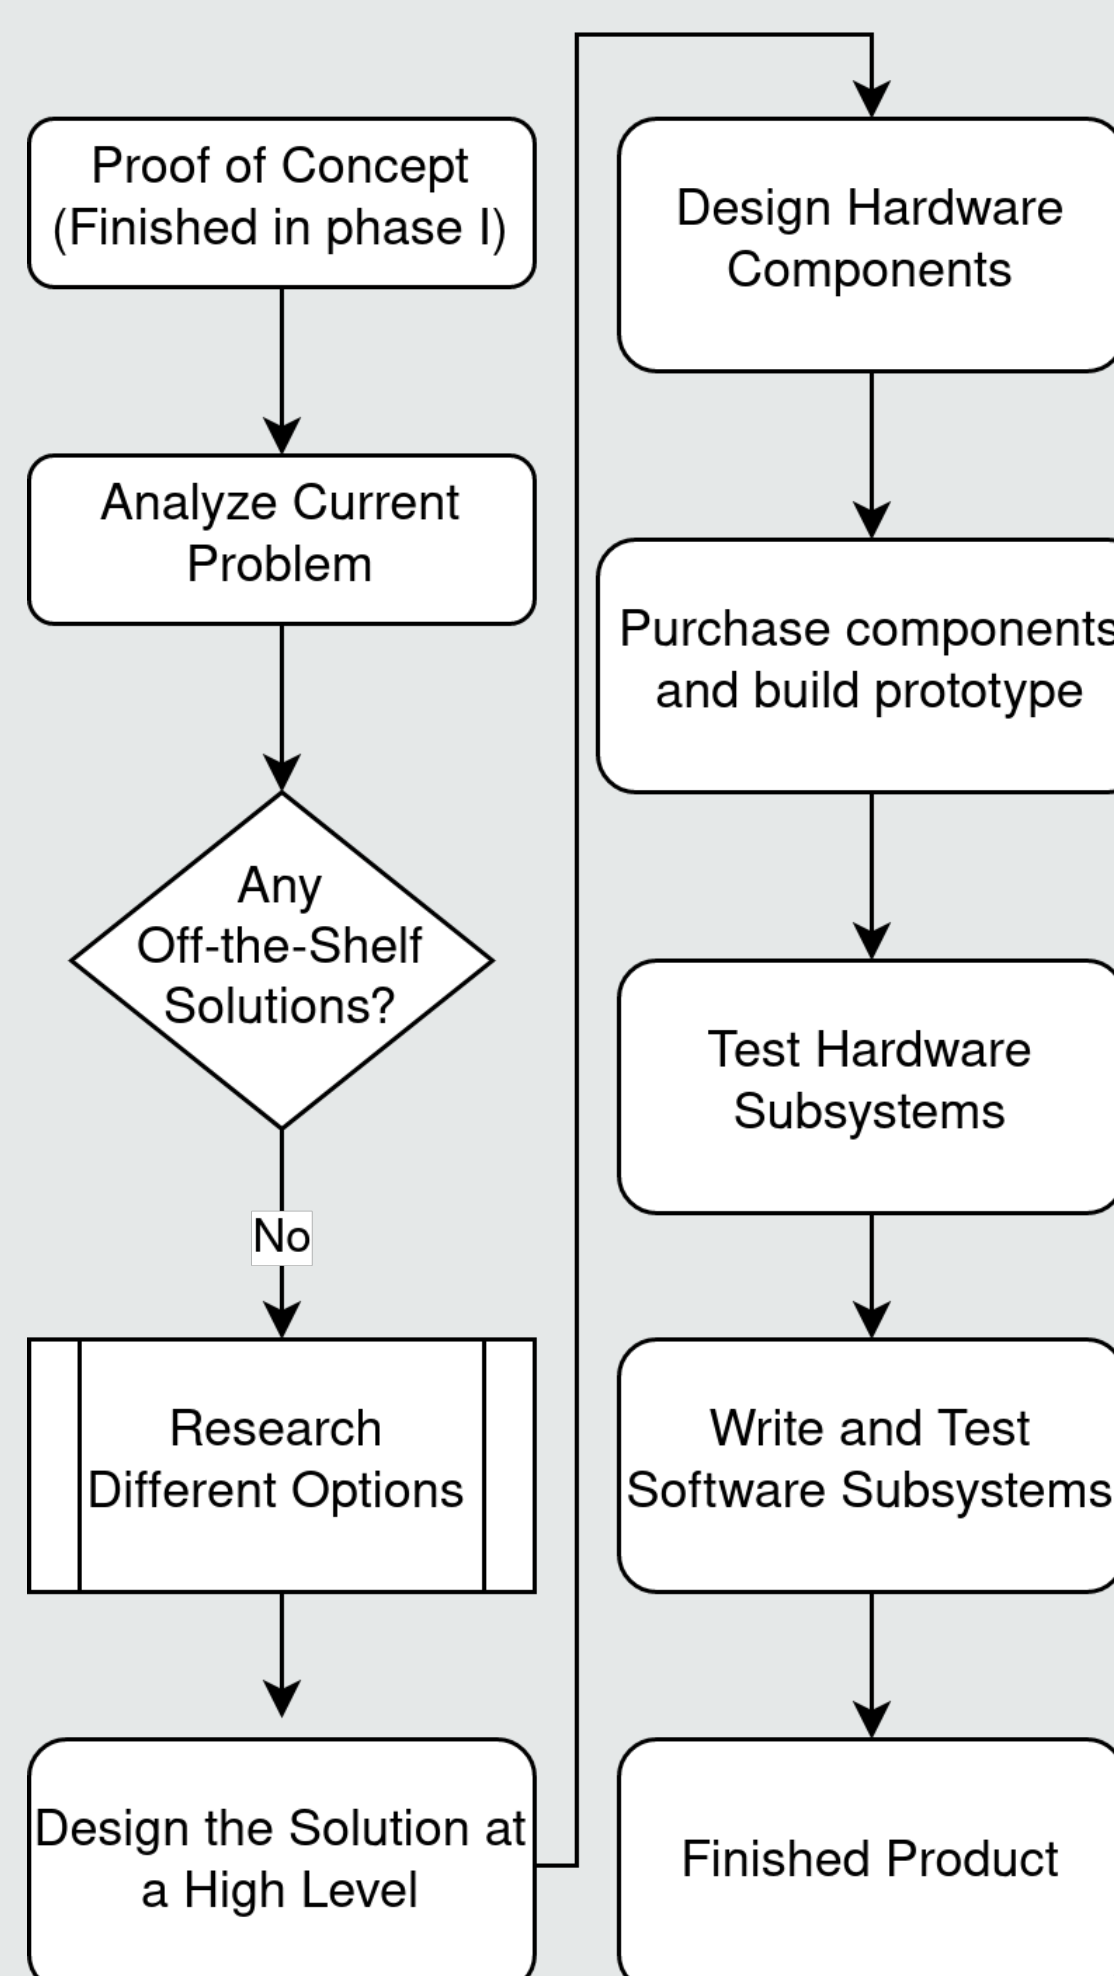 Proof of Concept
(Finished in phase I)
Analyze Current
Problem
Any
Off-the-Shelf
Solutions?
No
Research
Different Options
Design the Solution at
a High Level
Design Hardware
Components
Purchase components
and build prototype
Test Hardware
Subsystems
Write and Test
Software Subsystems
Finished Product